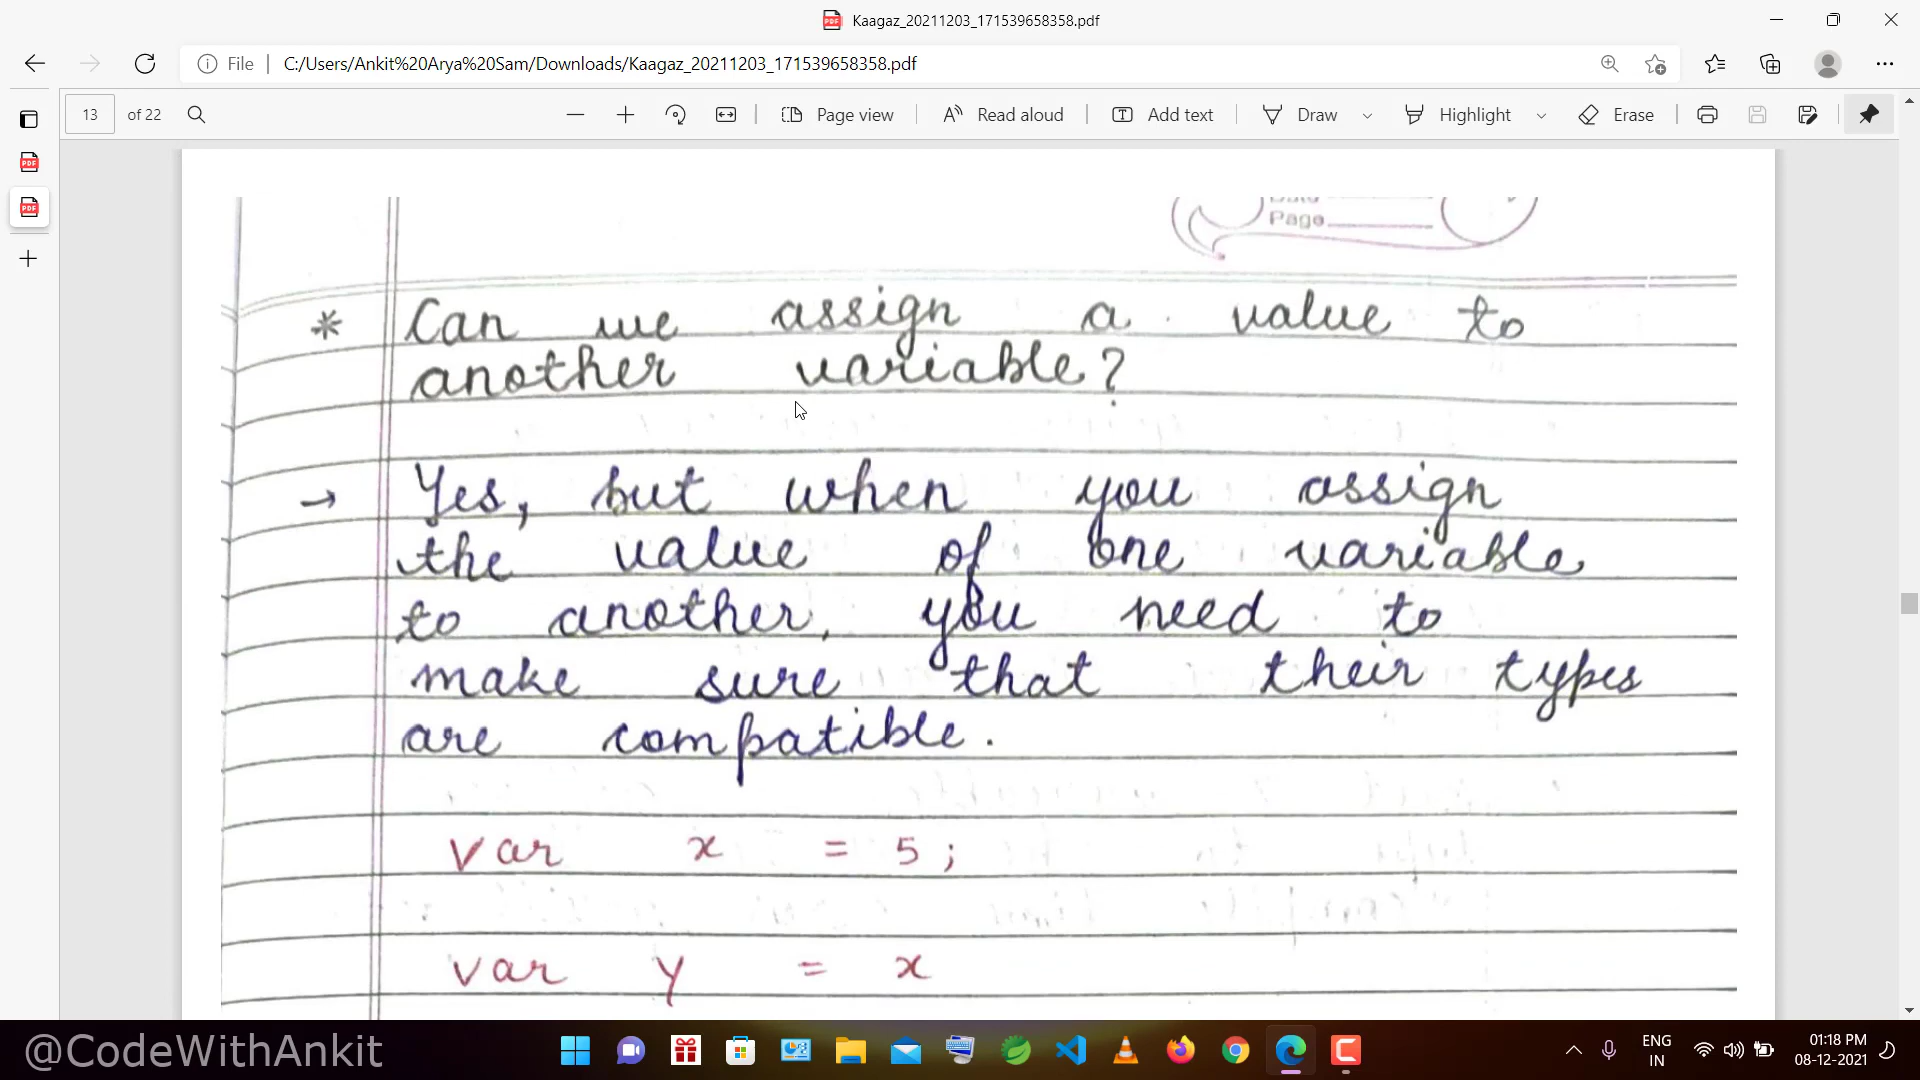 Kaagaz_20211203_171539658358.pdf
File C:/Users/Ankit%20Arya%20Sam/Downloads/Kaagaz_20211203_171539658358.pdf
13 of 22 Page view Read aloud Add text Draw Highlight Erase
Page
* Can we assign a value to
another variable?
→ Yes, but when you assign
the value of one variable
to another, you need to
make sure that their types
are compatible.
var x = 5;
var y = x
@CodeWithAnkit
ENG
IN
01:18 PM
08-12-2021